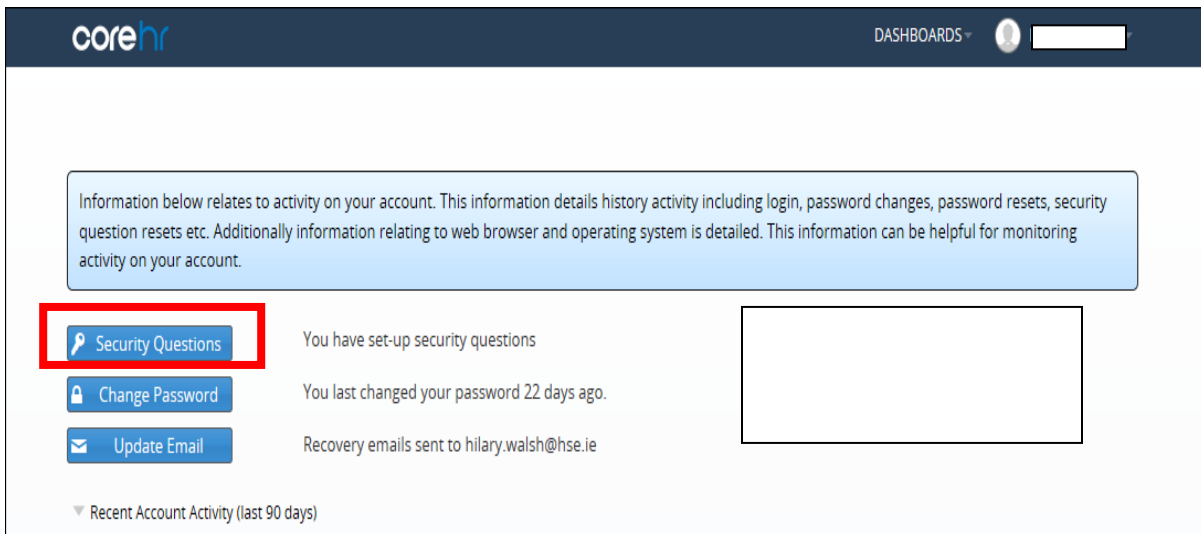 corehr
DASHBOARDS
Information below relates to activity on your account. This information details history activity including login, password changes, password resets, security
question resets etc. Additionally information relating to web browser and operating system is detailed. This information can be helpful for monitoring
activity on your account.
Security Questions
You have set-up security questions
Change Password
You last changed your password 22 days ago.
Update Email
Recovery emails sent to hilary.walsh@hse.ie
Recent Account Activity (last 90 days)